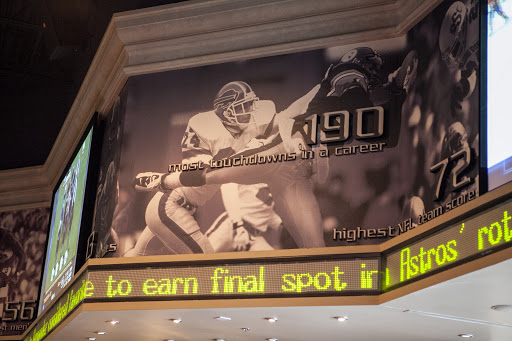 190
most touchdowns in a career
72
highest NFL team score
56
to earn final spot in
Astros' rot